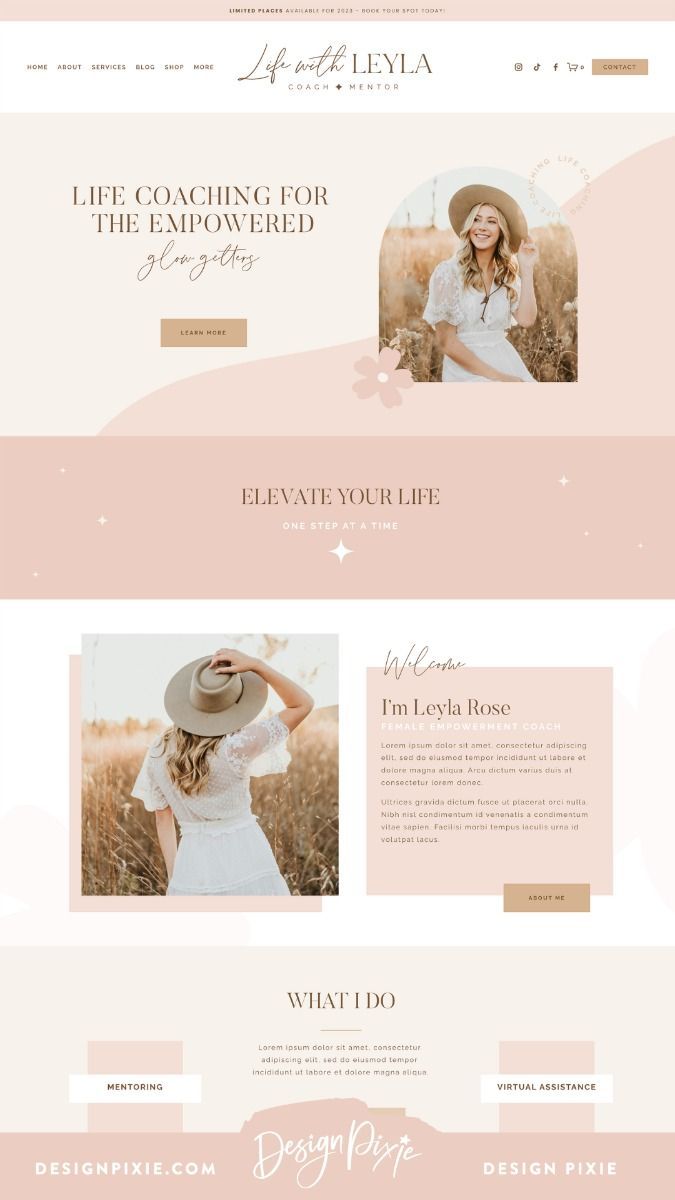 LIMITED PLACES AVAILABLE FOR 2023 - BOOK YOUR SPOT TODAY!
HOME ABOUT SERVICES BLOG SHOP MORE
Life with LEYLA
COACH MENTOR
0
CONTACT
LIFE COACHING LIFE COACHING
LIFE COACHING FOR
THE EMPOWERED
glow-getters
LEARN MORE
ELEVATE YOUR LIFE
ONE STEP AT A TIME
Welcome
I'm Leyla Rose
FEMALE EMPOWERMENT COACH
Lorem ipsum dolor sit amet, consectetur adipiscing
elit, sed do eiusmod tempor incididunt ut labore et
dolore magna aliqua. Arcu dictum varius duis at
consectetur lorem donec.
Ultrices gravida dictum fusce ut placerat orci nulla.
Nibh nisl condimentum id venenatis a condimentum
vitae sapien. Facilisi morbi tempus iaculis urna id
volutpat lacus.
ABOUT ME
WHAT I DO
Lorem ipsum dolor sit amet, consectetur
adipiscing elit, sed do eiusmod tempor
incididunt ut labore et dolore magna aliqua.
MENTORING
VIRTUAL ASSISTANCE
DESIGNPIXIE.COM
Design Pixie
DESIGN PIXIE